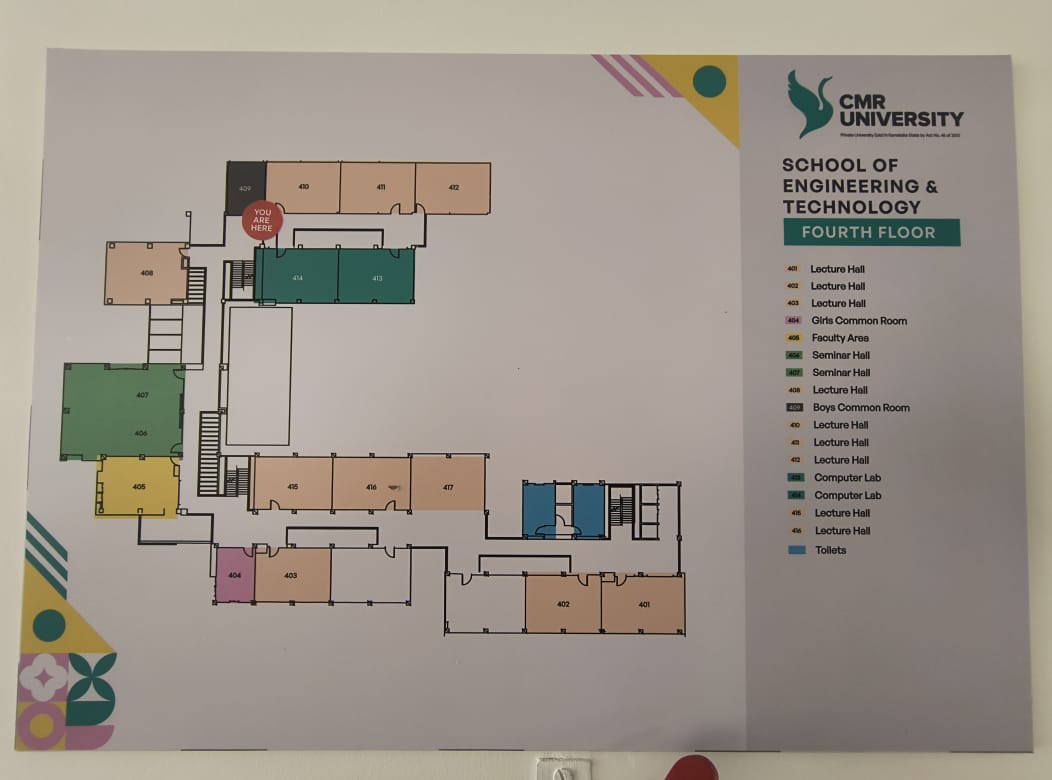 CMR
UNIVERSITY
Private University Estd in Karnataka State by Act No. 45 of 2013
SCHOOL OF
ENGINEERING &
TECHNOLOGY
FOURTH FLOOR
401 Lecture Hall
402 Lecture Hall
403 Lecture Hall
404 Girls Common Room
405 Faculty Area
406 Seminar Hall
407 Seminar Hall
408 Lecture Hall
409 Boys Common Room
410 Lecture Hall
411 Lecture Hall
412 Lecture Hall
413 Computer Lab
414 Computer Lab
415 Lecture Hall
416 Lecture Hall
Toilets
409
410
411
412
YOU
ARE
HERE
408
414
413
407
406
405
415
416
417
404
403
402
401